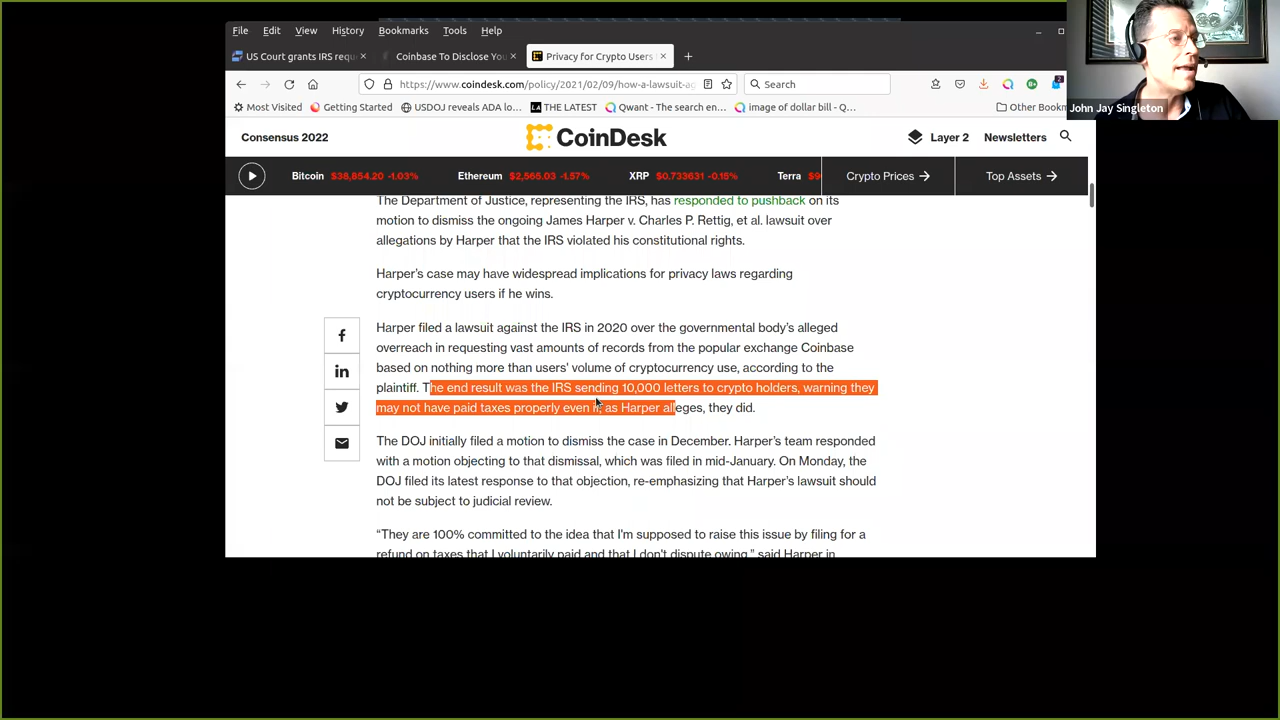 File Edit View History Bookmarks Tools Help
US Court grants IRS requ
Coinbase To Disclose You
Privacy for Crypto Users
https://www.coindesk.com/policy/2021/02/09/how-a-lawsuit-ag
Search
Most Visited
Getting Started
USDOJ reveals ADA lo...
LA THE LATEST
Qwant - The search en...
image of dollar bill - Q...
Other Bookm
John Jay Singleton
Consensus 2022
CoinDesk
Layer 2
Newsletters
Bitcoin $38,854.20 -1.03%
Ethereum $2,565.03 -1.57%
XRP $0.733631 -0.15%
Terra
Crypto Prices →
Top Assets →
The Department of Justice, representing the IRS, has responded to pushback on its
motion to dismiss the ongoing James Harper v. Charles P. Rettig, et al. lawsuit over
allegations by Harper that the IRS violated his constitutional rights.
Harper's case may have widespread implications for privacy laws regarding
cryptocurrency users if he wins.
Harper filed a lawsuit against the IRS in 2020 over the governmental body's alleged
overreach in requesting vast amounts of records from the popular exchange Coinbase
based on nothing more than users' volume of cryptocurrency use, according to the
plaintiff. The end result was the IRS sending 10,000 letters to crypto holders, warning they
may not have paid taxes properly even if, as Harper alleges, they did.
The DOJ initially filed a motion to dismiss the case in December. Harper's team responded
with a motion objecting to that dismissal, which was filed in mid-January. On Monday, the
DOJ filed its latest response to that objection, re-emphasizing that Harper's lawsuit should
not be subject to judicial review.
"They are 100% committed to the idea that I'm supposed to raise this issue by filing for a
refund on taxes that I voluntarily paid and that I don't dispute owing," said Harper in